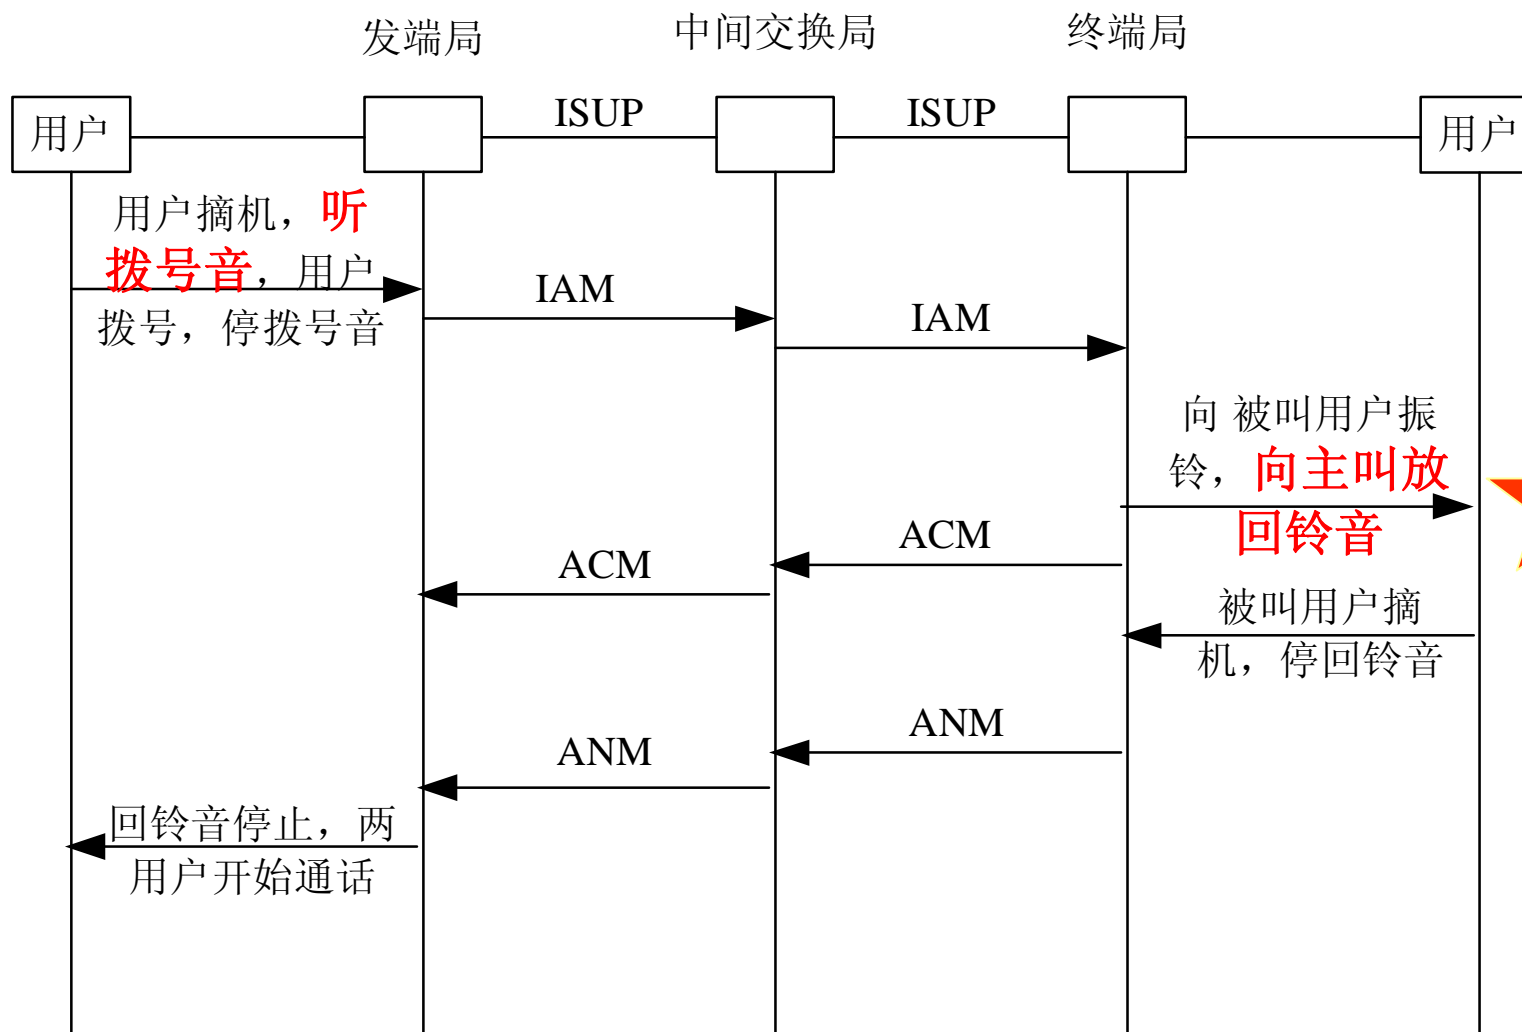 发端局
中间交换局
终端局
用户
ISUP
ISUP
用户
用户摘机，听
拨号音，用户
拨号，停拨号音
IAM
IAM
向 被叫用户振
铃，向主叫放
回铃音
ACM
ACM
被叫用户摘
机，停回铃音
ANM
ANM
回铃音停止，两
用户开始通话